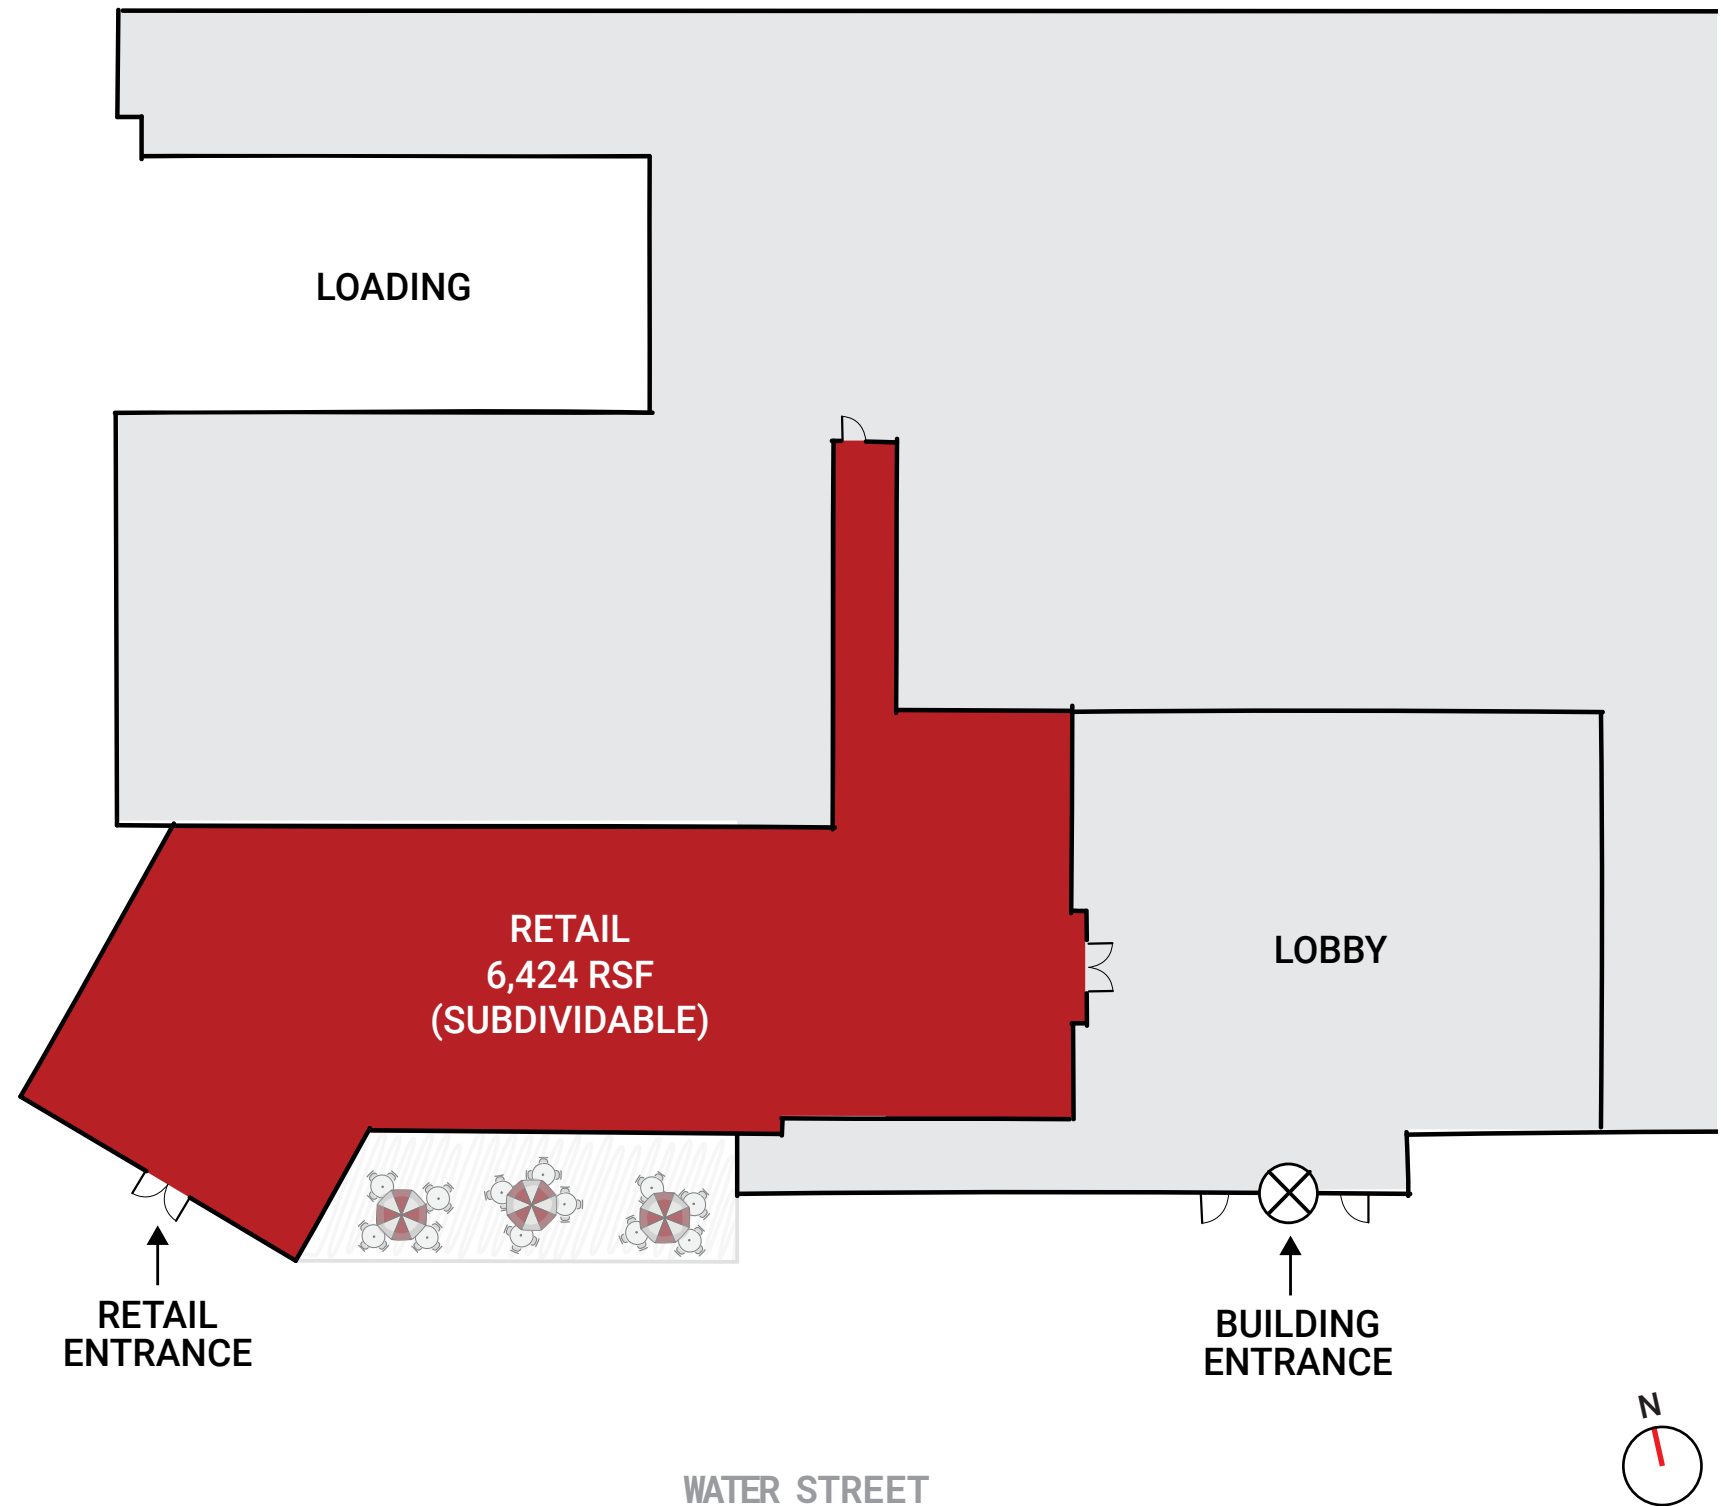 LOADING
RETAIL
6,424 RSF
(SUBDIVIDABLE)
LOBBY
RETAIL
ENTRANCE
BUILDING
ENTRANCE
N
WATER STREET